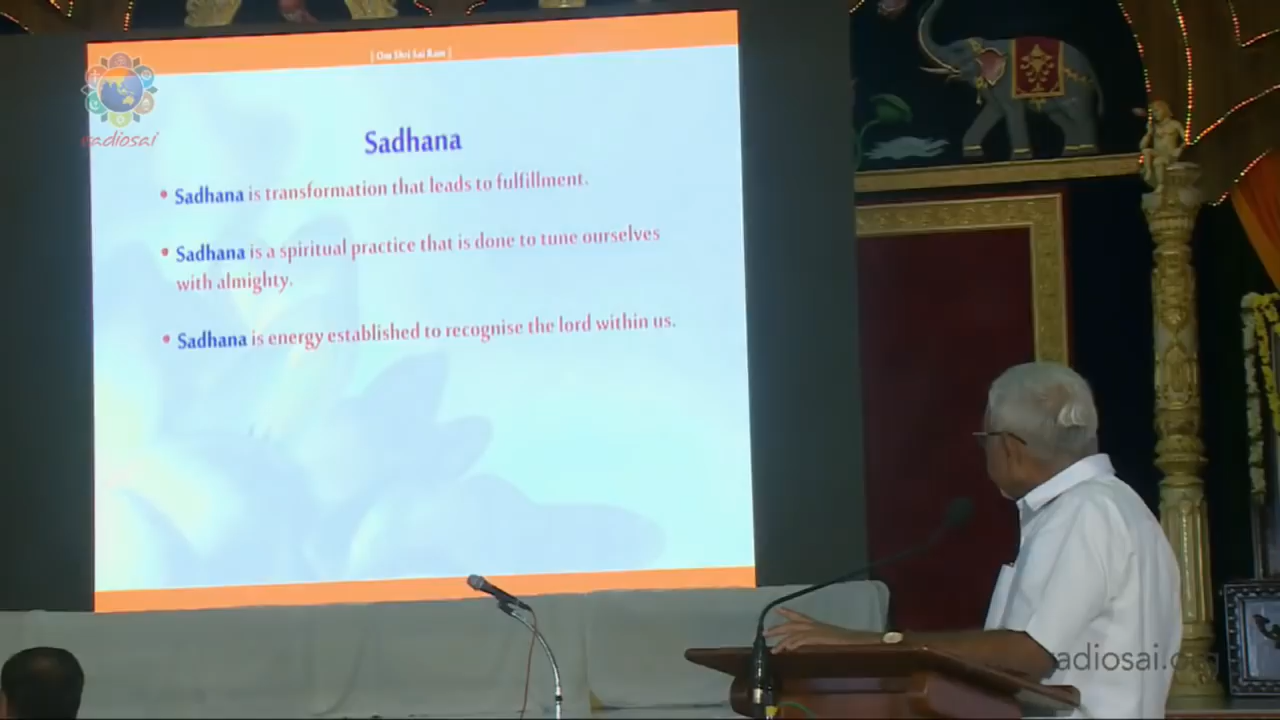 | Om Shri Sai Ram |
radiosai
Sadhana
• Sadhana is transformation that leads to fulfillment.
• Sadhana is a spiritual practice that is done to tune ourselves
with almighty.
• Sadhana is energy established to recognise the lord within us.
radiosai.org